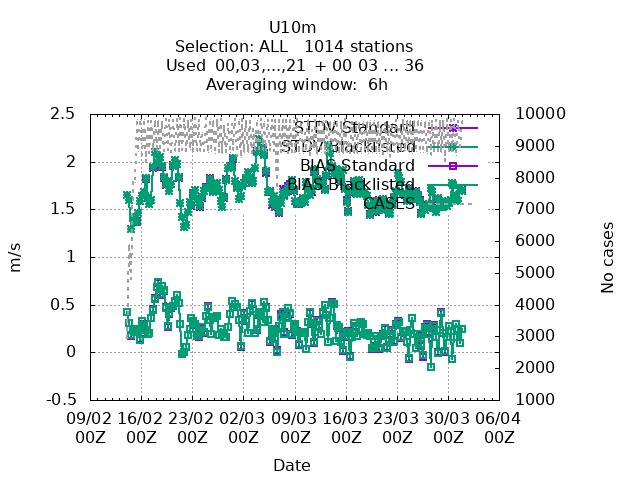 U10m
Selection: ALL 1014 stations
Used 00,03,...,21 + 00 03 ... 36
Averaging window: 6h
STDV Standard
STDV Blacklisted
BIAS Standard
BIAS Blacklisted
CASES
2.5
2
1.5
1
0.5
0
-0.5
m/s
10000
9000
8000
7000
6000
5000
4000
3000
2000
1000
No cases
09/02 16/02 23/02 02/03 09/03 16/03 23/03 30/03 06/04
00Z 00Z 00Z 00Z 00Z 00Z 00Z 00Z 00Z
Date